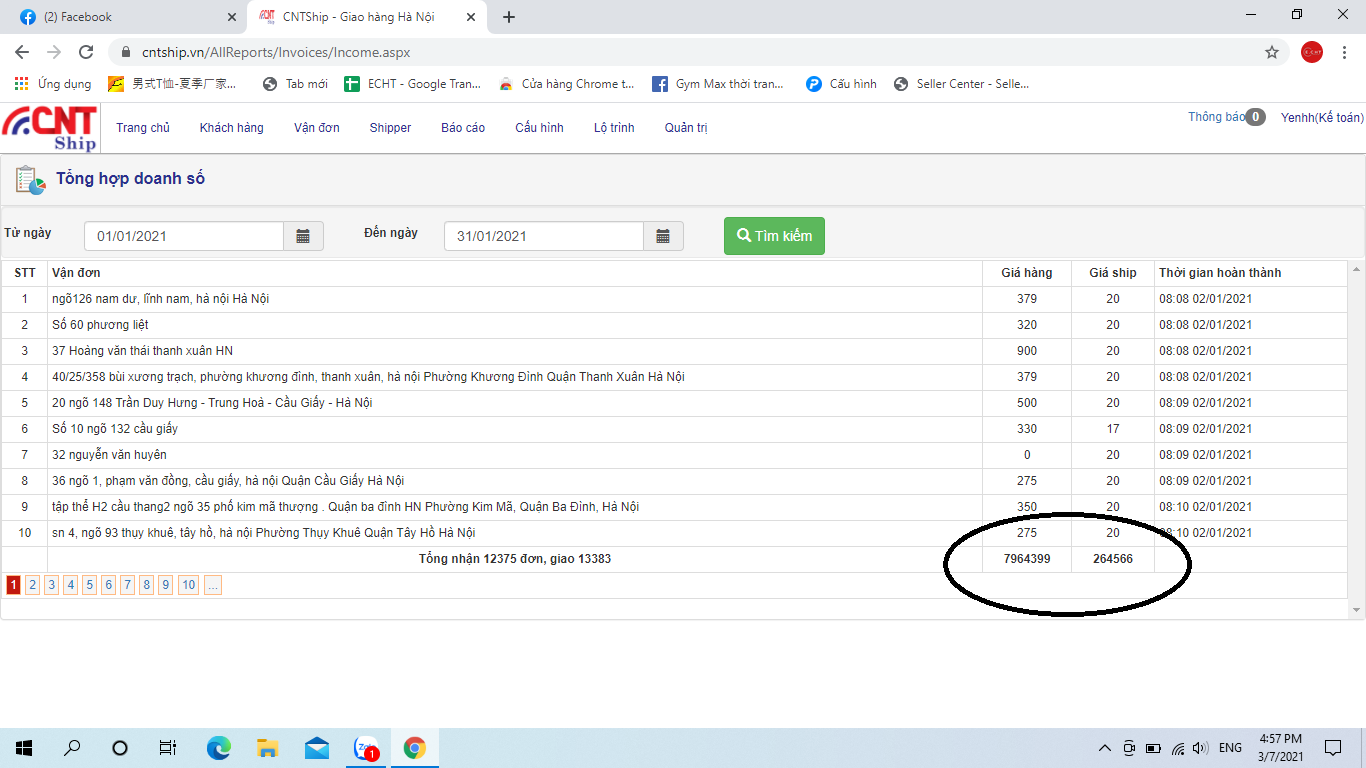 (2) Facebook
CNTShip - Giao hàng Hà Nội
cntship.vn/AllReports/Invoices/Income.aspx
Ứng dụng 男式T恤-夏季厂家... Tab mới ECHT - Google Tran... Cửa hàng Chrome t... Gym Max thời tran... Cấu hình Seller Center - Selle...
CNT Ship
Trang chủ Khách hàng Vận đơn Shipper Báo cáo Cấu hình Lộ trình Quản trị Thông báo 0 Yenhh(Kế toán)
Tổng hợp doanh số
Từ ngày 01/01/2021 Đến ngày 31/01/2021 Tìm kiếm
STT Vận đơn Giá hàng Giá ship Thời gian hoàn thành
1 ngõ126 nam dư, lĩnh nam, hà nội Hà Nội 379 20 08:08 02/01/2021
2 Số 60 phương liệt 320 20 08:08 02/01/2021
3 37 Hoàng văn thái thanh xuân HN 900 20 08:08 02/01/2021
4 40/25/358 bùi xương trạch, phường khương đình, thanh xuân, hà nội Phường Khương Đình Quận Thanh Xuân Hà Nội 379 20 08:08 02/01/2021
5 20 ngõ 148 Trần Duy Hưng - Trung Hoà - Cầu Giấy - Hà Nội 500 20 08:09 02/01/2021
6 Số 10 ngõ 132 cầu giấy 330 17 08:09 02/01/2021
7 32 nguyễn văn huyên 0 20 08:09 02/01/2021
8 36 ngõ 1, phạm văn đồng, cầu giấy, hà nội Quận Cầu Giấy Hà Nội 275 20 08:09 02/01/2021
9 tập thể H2 cầu thang2 ngõ 35 phố kim mã thượng . Quận ba đình HN Phường Kim Mã, Quận Ba Đình, Hà Nội 350 20 08:10 02/01/2021
10 sn 4, ngõ 93 thụy khuê, tây hồ, hà nội Phường Thụy Khuê Quận Tây Hồ Hà Nội 275 20 08:10 02/01/2021
Tổng nhận 12375 đơn, giao 13383 7964399 264566
1 2 3 4 5 6 7 8 9 10 ...
1
ENG
4:57 PM
3/7/2021